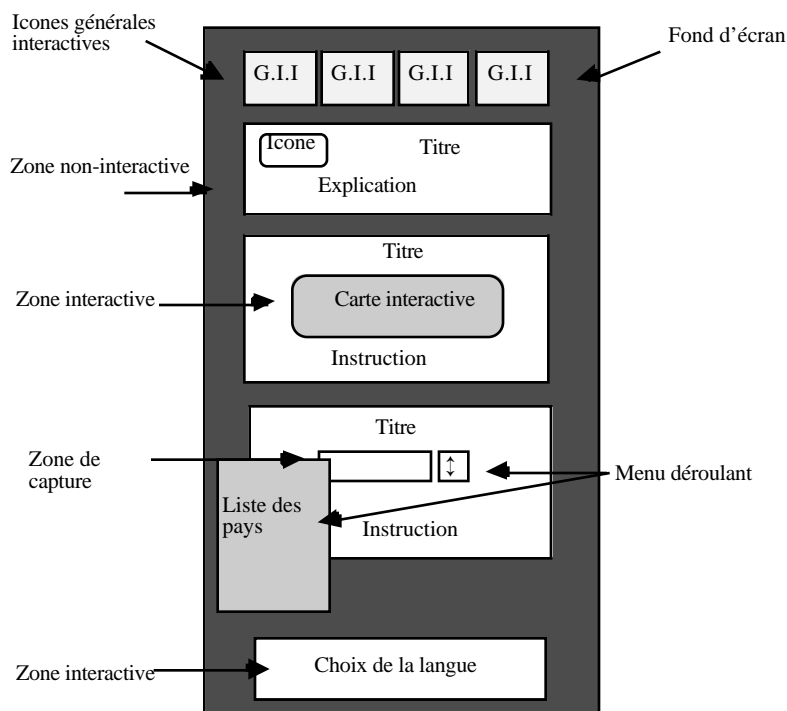 Icones générales
interactives
Fond d'écran
G.I.I G.I.I G.I.I G.I.I
Icone Titre
Zone non-interactive
Explication
Titre
Zone interactive
Carte interactive
Instruction
Titre
Zone de
capture
Menu déroulant
Liste des
pays
Instruction
Zone interactive
Choix de la langue